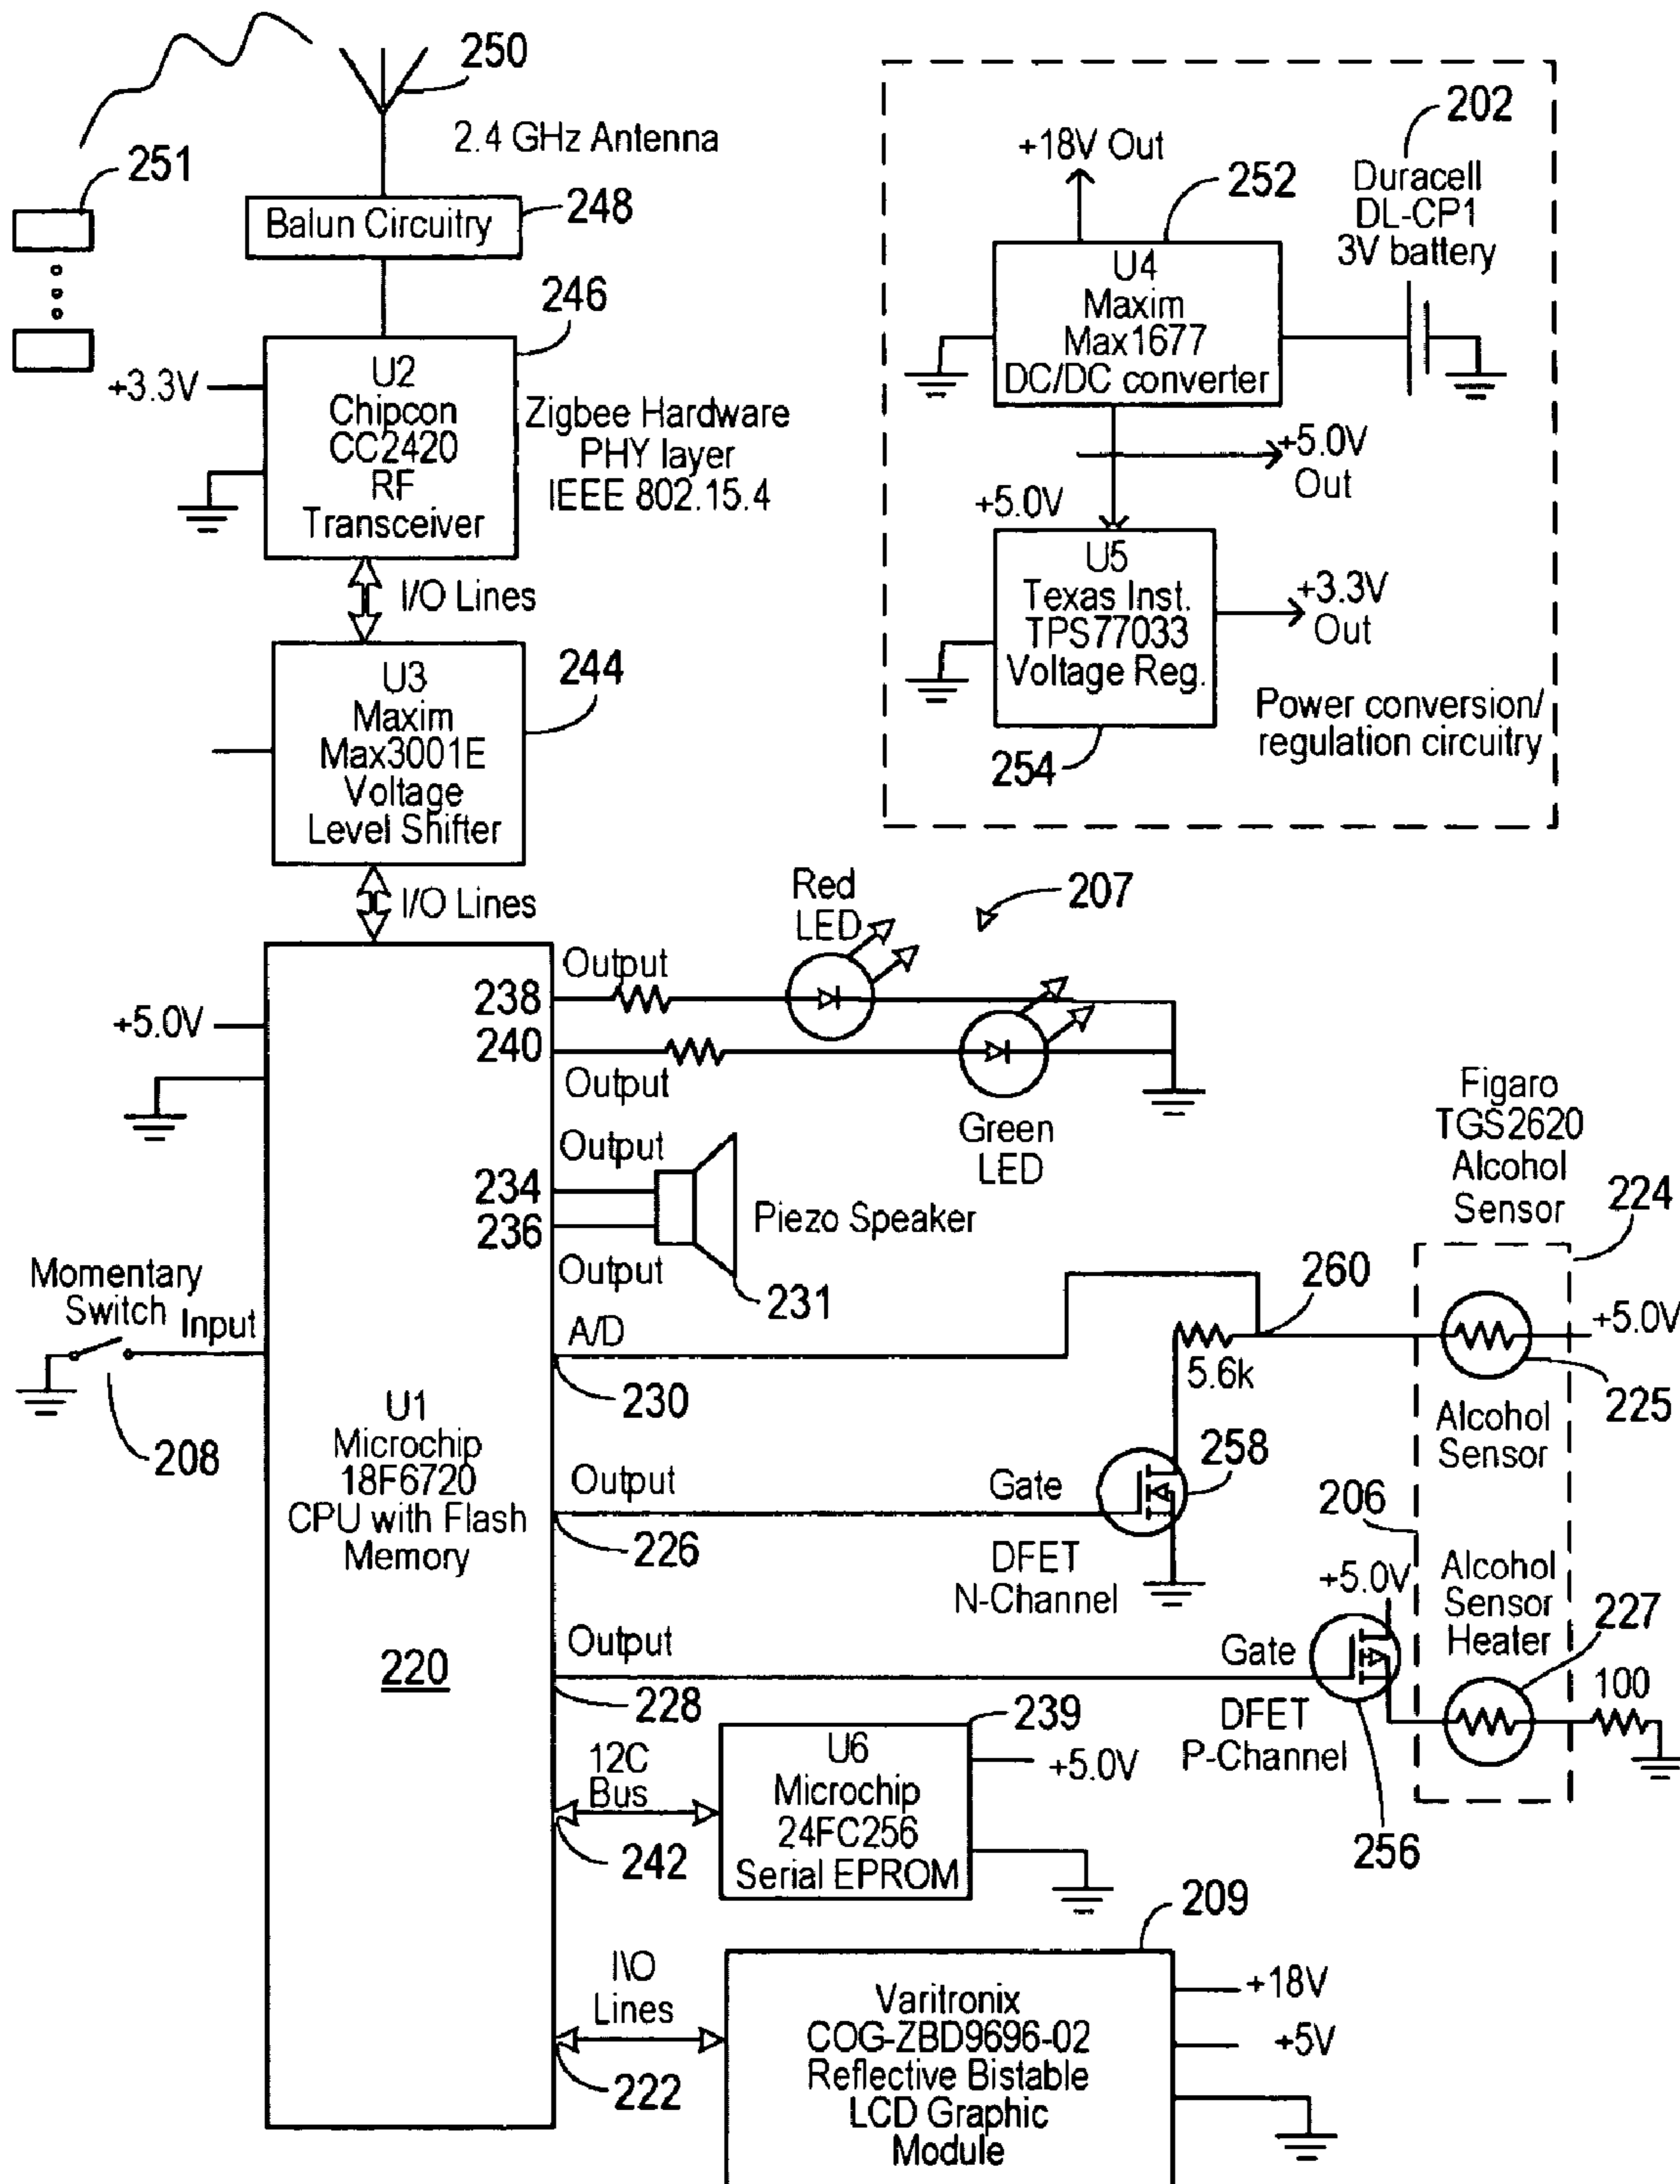 250
2.4 GHz Antenna
251
Balun Circuitry
248
246
+3.3V
U2
Chipcon
CC2420
RF
Transceiver
Zigbee Hardware
PHY layer
IEEE 802.15.4
I/O Lines
U3
Maxim
Max3001E
Voltage
Level Shifter
244
I/O Lines
202
Duracell
DL-CP1
3V battery
+18V Out
252
U4
Maxim
Max1677
DC/DC converter
+5.0V
Out
+5.0V
U5
Texas Inst.
TPS77033
Voltage Reg.
+3.3V
Out
254
Power conversion/
regulation circuitry
Red
LED
207
Output
238
240
Output
Green
LED
+5.0V
Output
234
236
Output
Piezo Speaker
231
Momentary
Switch
Input
208
A/D
230
5.6k
260
Figaro
TGS2620
Alcohol
Sensor
224
+5.0V
225
Alcohol
Sensor
U1
Microchip
18F6720
CPU with Flash
Memory
220
Output
226
Gate
258
DFET
N-Channel
206
+5.0V
Alcohol
Sensor
Heater
227
100
Output
228
Gate
DFET
P-Channel
256
12C
Bus
242
239
U6
Microchip
24FC256
Serial EPROM
+5.0V
209
I\O
Lines
222
Varitronix
COG-ZBD9696-02
Reflective Bistable
LCD Graphic
Module
+18V
+5V